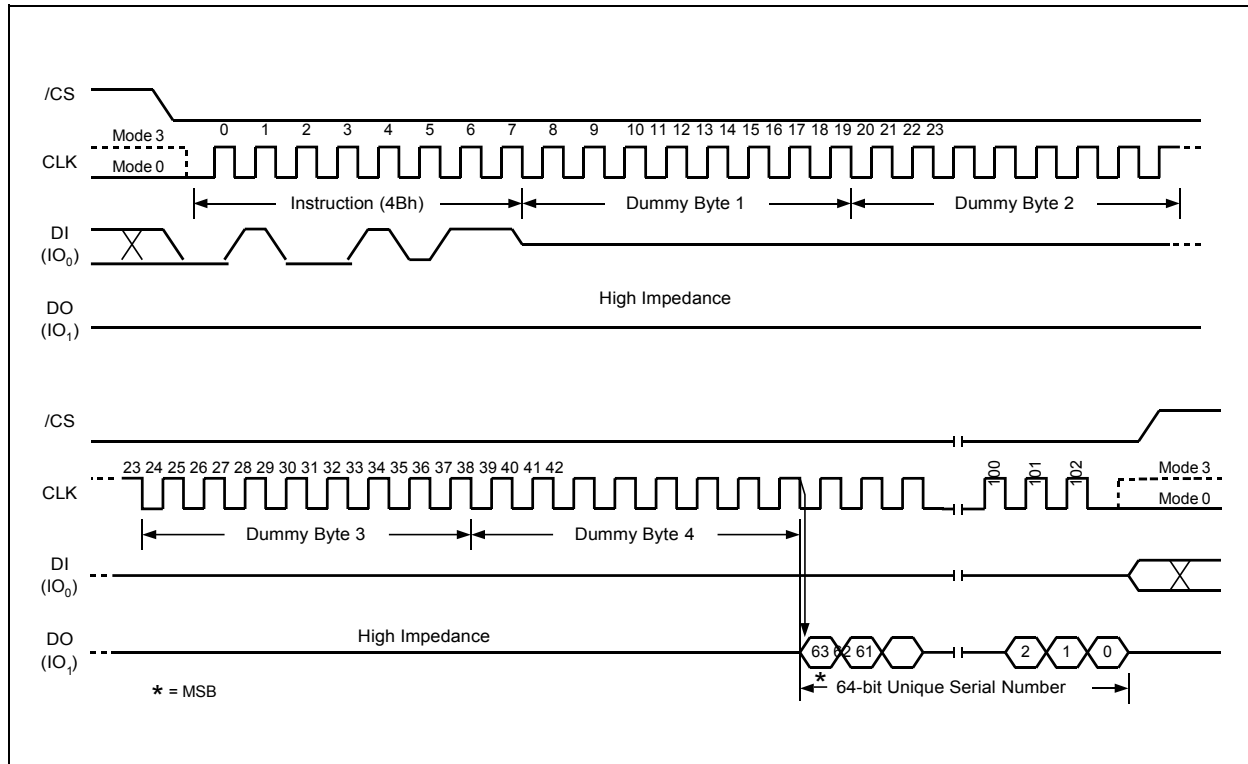 /CS
Mode 3
0 1 2 3 4 5 6 7 8 9 10 11 12 13 14 15 16 17 18 19 20 21 22 23
CLK
Mode 0
Instruction (4Bh) Dummy Byte 1 Dummy Byte 2
DI
(IO0)
High Impedance
DO
(IO1)
/CS
23 24 25 26 27 28 29 30 31 32 33 34 35 36 37 38 39 40 41 42 100 101 102 Mode 3
CLK
Mode 0
Dummy Byte 3 Dummy Byte 4
DI
(IO0)
DO
(IO1)
High Impedance
63 62 61 2 1 0
* = MSB
* 64-bit Unique Serial Number